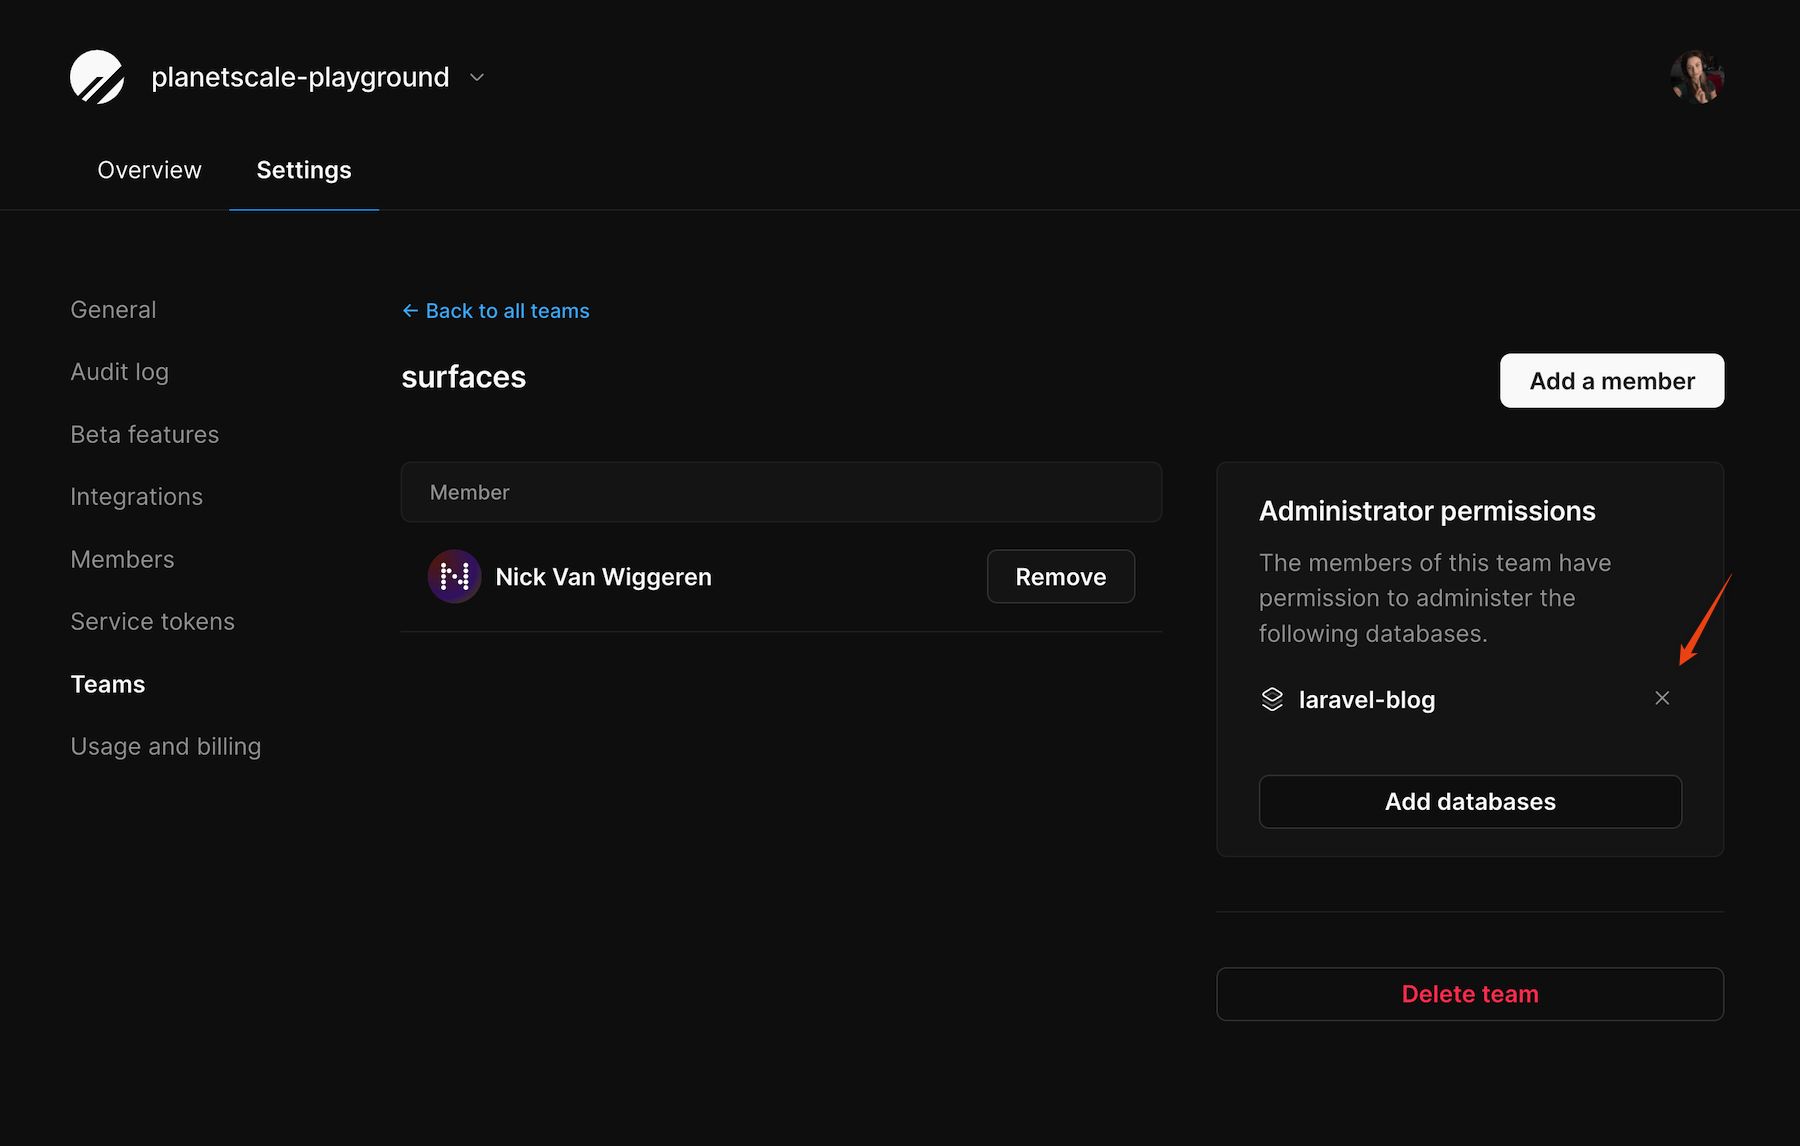 planetscale-playground
Overview
Settings
General
Audit log
Beta features
Integrations
Members
Service tokens
Teams
Usage and billing
← Back to all teams
surfaces
Add a member
Member
Nick Van Wiggeren
Remove
Administrator permissions
The members of this team have
permission to administer the
following databases.
laravel-blog
Add databases
Delete team